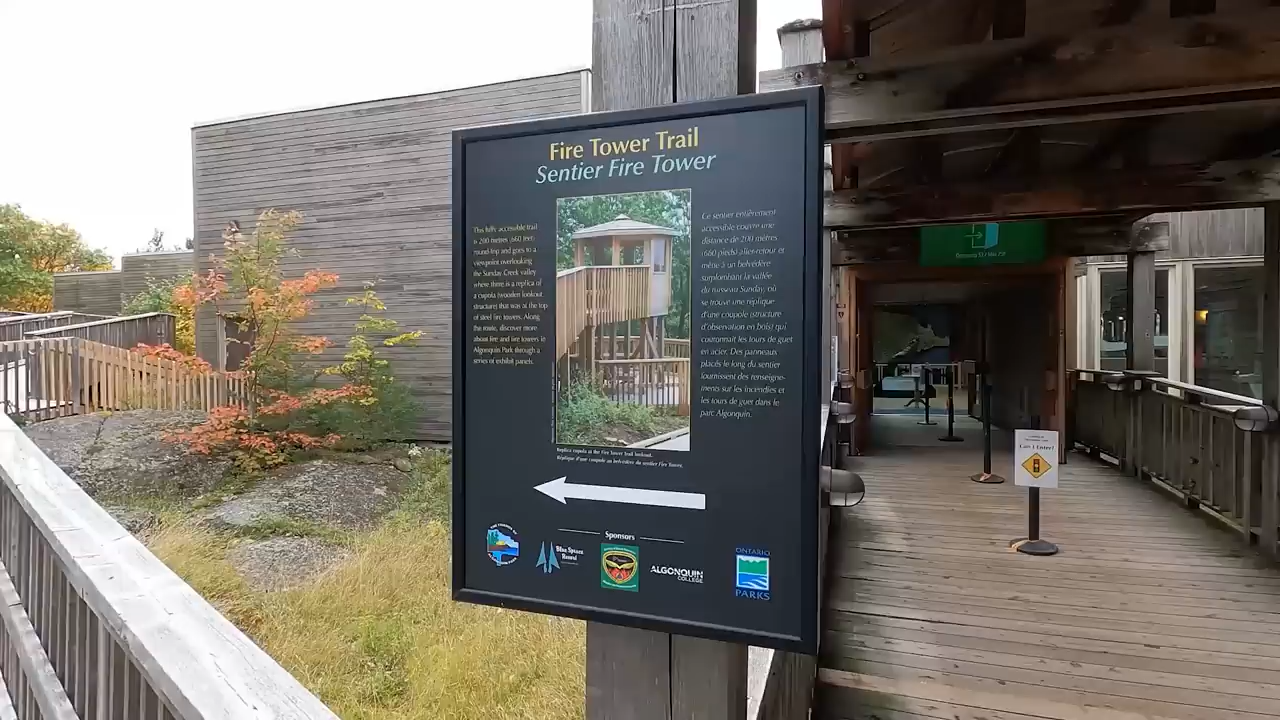 Fire Tower Trail
Sentier Fire Tower
This fully accessible trail
is 200 metres (660 feet)
round-trip and goes to a
viewpoint overlooking
the Sunday Creek valley
where there is a replica of
a cupola (wooden lookout
structure) that was at the top
of steel fire towers. Along
the route, discover more
about fire and fire towers in
Algonquin Park through a
series of exhibit panels.
Ce sentier entièrement
accessible couvre une
distance de 200 mètres
(660 pieds) aller-retour et
mène à un belvédère
surplombant la vallée
du ruisseau Sunday, où
se trouve une réplique
d'une coupole (structure
d'observation en bois) qui
couronnait les tours de guet
en acier. Des panneaux
placés le long du sentier
fournissent des renseigne-
ments sur les incendies et
les tours de guet dans le
parc Algonquin.
Replica cupola at the Fire Tower Trail lookout.
Réplique d'une coupole au belvédère du sentier Fire Tower.
Sponsors
Blue Spruce
Resort
ALGONQUIN
COLLEGE
ONTARIO
PARKS
Can I Enter?